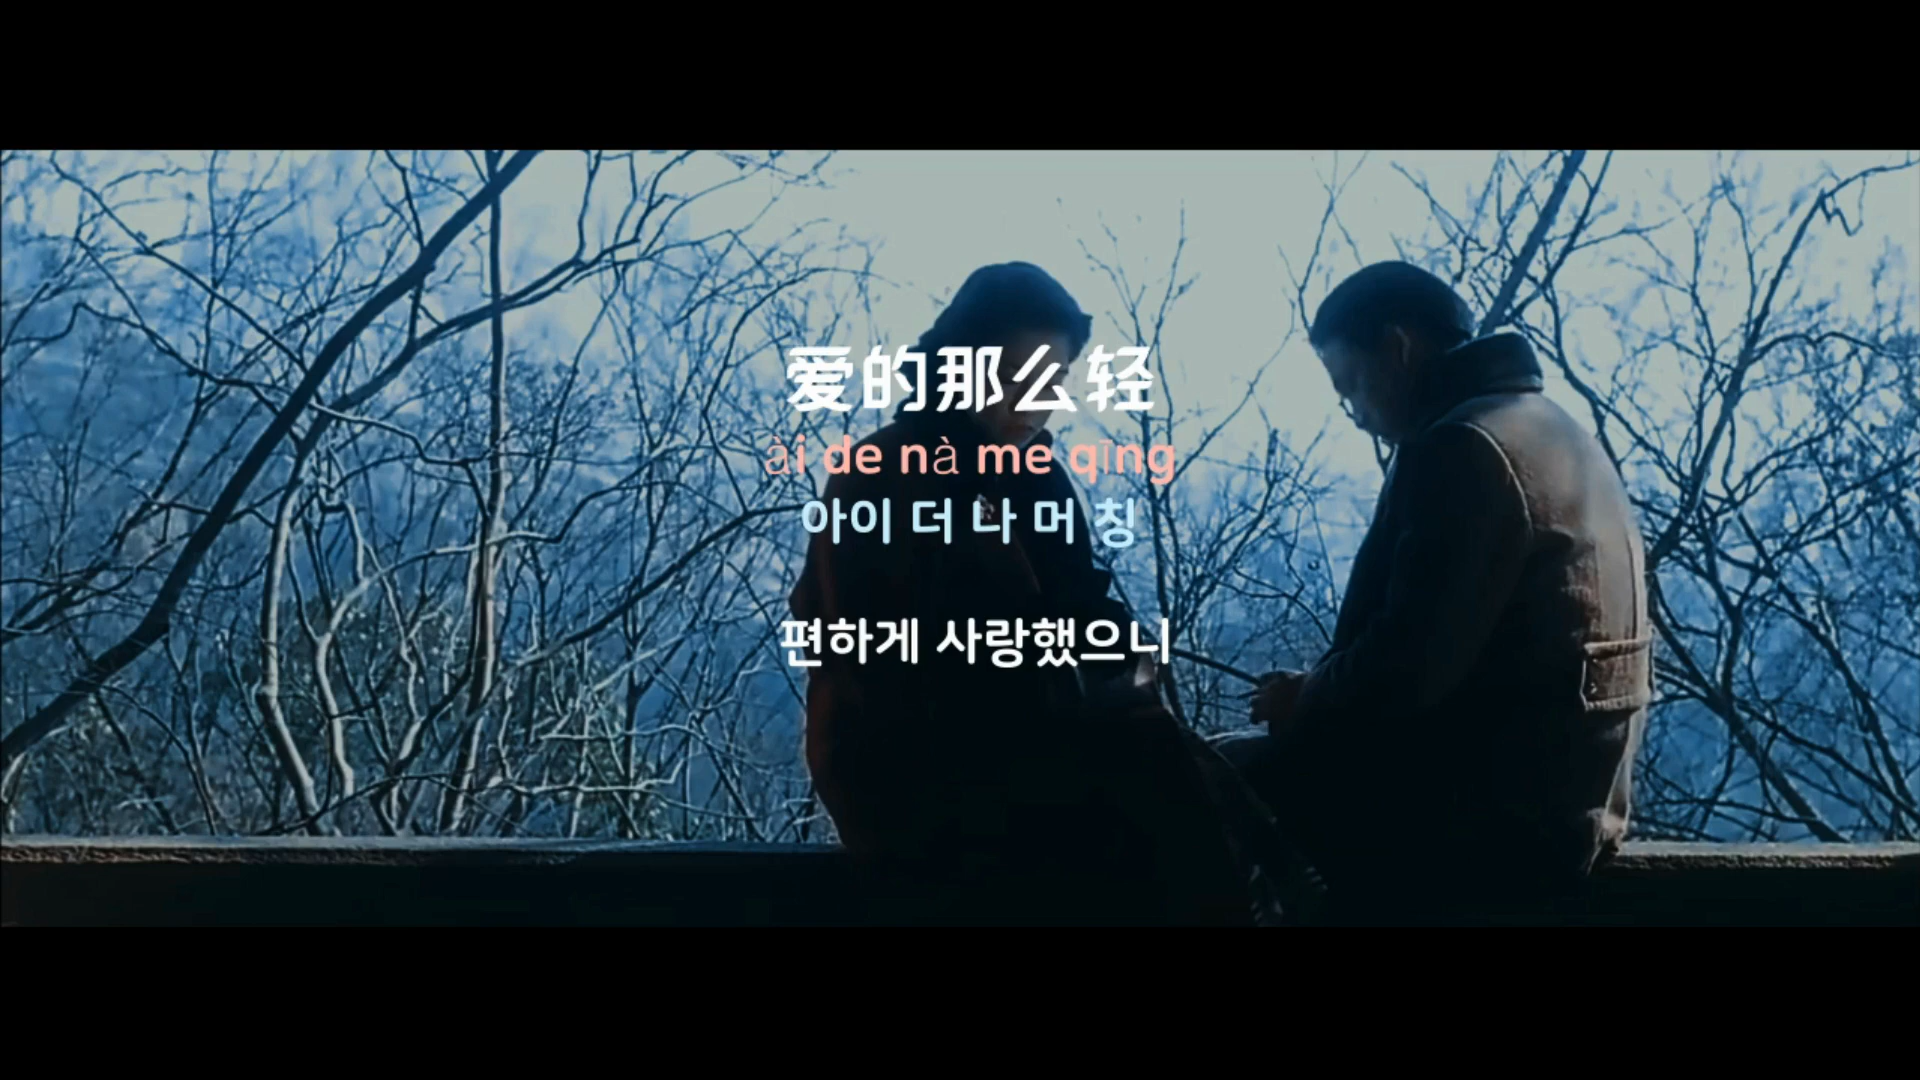 爱的那么轻
ài de nà me qīng
아이 더 나 머 칭
편하게 사랑했으니